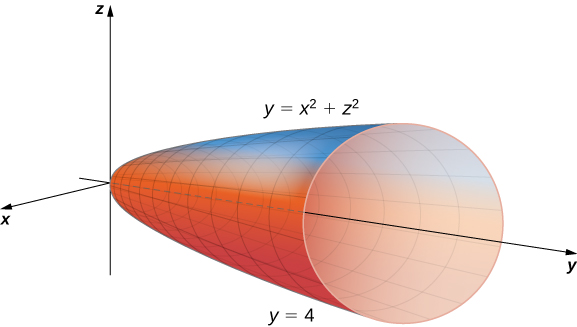 z
y = x² + z²
x
y
y = 4